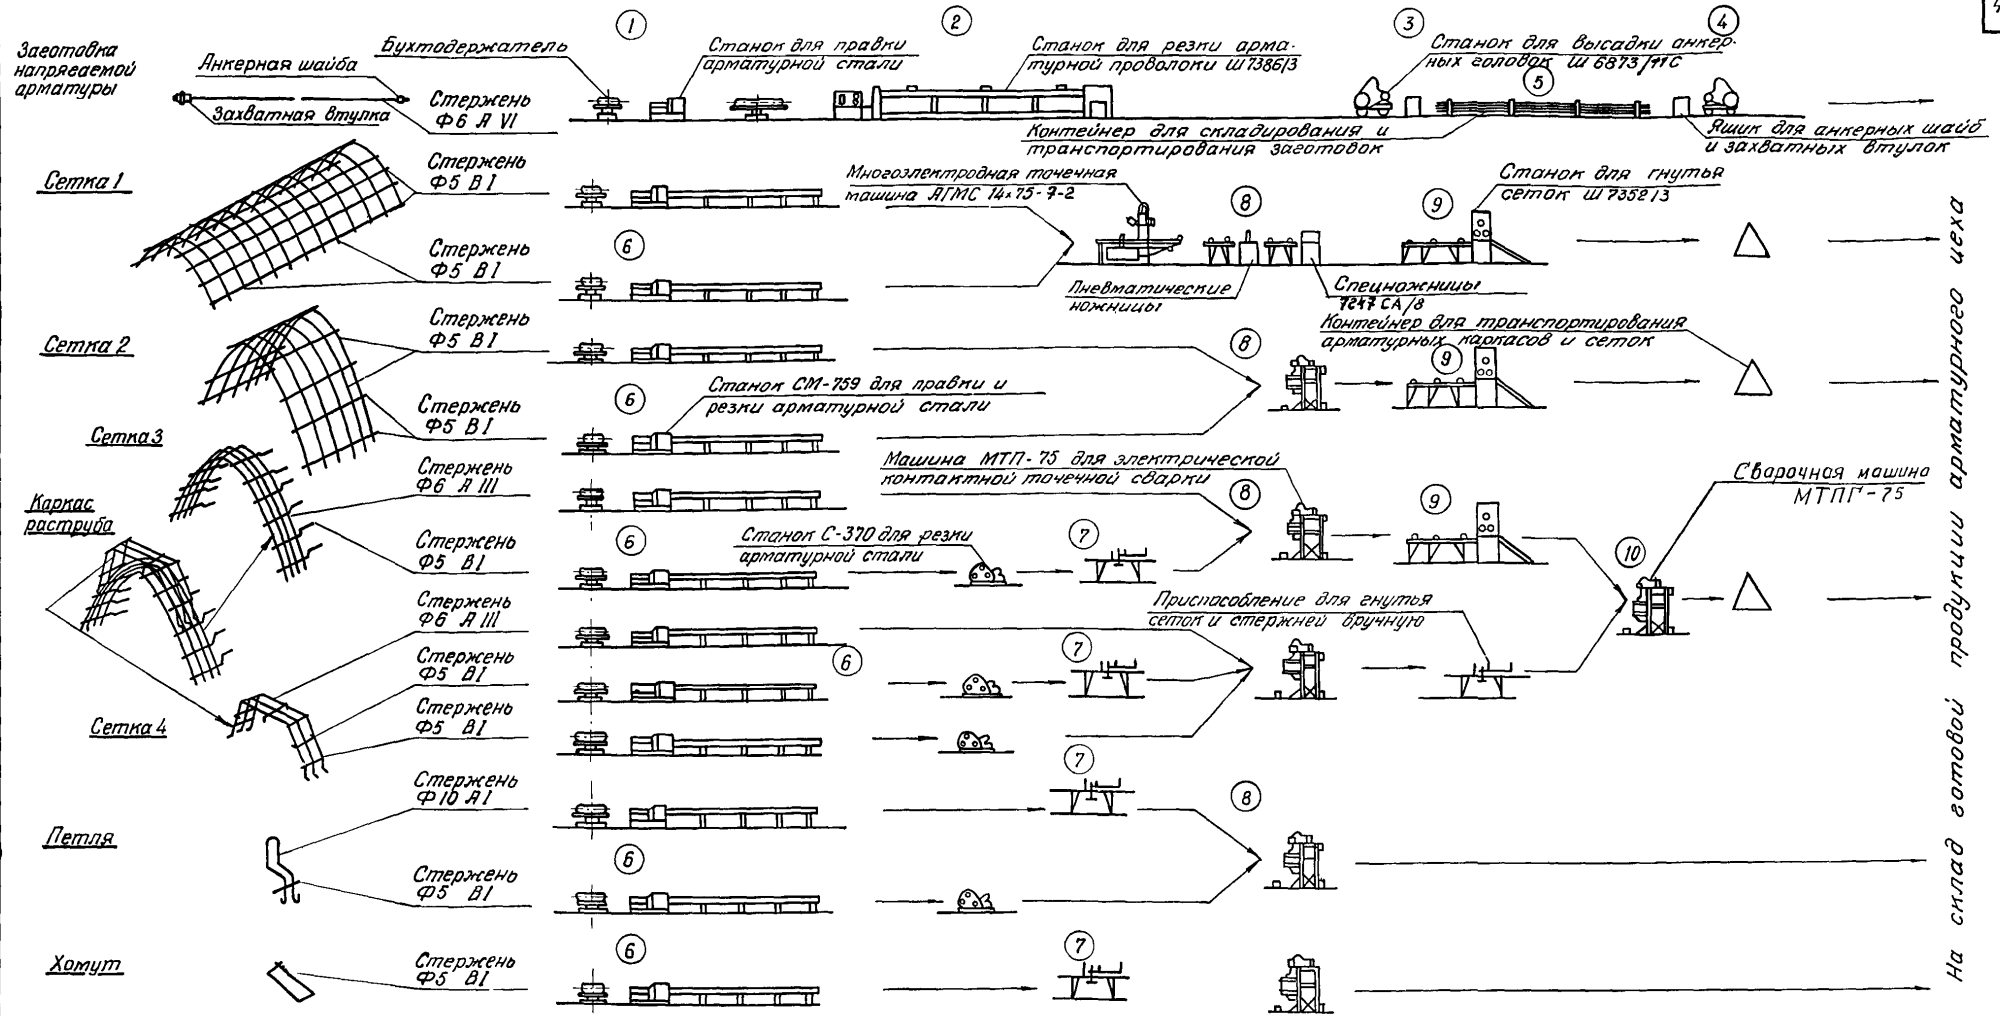 Заготовка
напрягаемой
арматуры
Анкерная шайба
Захватная втулка
Стержень
Ф6 А VI
Бухтодержатель
1
Станок для правки
арматурной стали
2
Станок для резки арма-
турной проволоки Ш 7386/3
3
Станок для высадки анкер-
ных головок Ш 6873/11С
4
5
Контейнер для складирования и
транспортирования заготовок
Ящик для анкерных шайб
и захватных втулок
Сетка 1
Стержень
Ф5 В I
Стержень
Ф5 В I
6
Многоэлектродная точечная
машина АТМС 14×75-7-2
8
9
Станок для гнутья
сеток Ш 7352/3
Пневматические
ножницы
Спецножницы
7247 СА/8
Сетка 2
Стержень
Ф5 В I
Стержень
Ф5 В I
6
Станок СМ-759 для правки и
резки арматурной стали
8
Контейнер для транспортирования
арматурных каркасов и сеток
9
Сетка 3
Стержень
Ф6 А III
Стержень
Ф5 В I
Машина МТП-75 для электрической
контактной точечной сварки
8
9
Сварочная машина
МТПГ-75
Каркас
раструба
6
Станок С-370 для резки
арматурной стали
7
10
Стержень
Ф6 А III
Стержень
Ф5 В I
Стержень
Ф5 В I
6
7
Приспособление для гнутья
сеток и стержней вручную
Сетка 4
Петля
Стержень
Ф10 А I
Стержень
Ф5 В I
6
7
8
Хомут
Стержень
Ф5 В I
6
7
На склад готовой продукции арматурного цеха